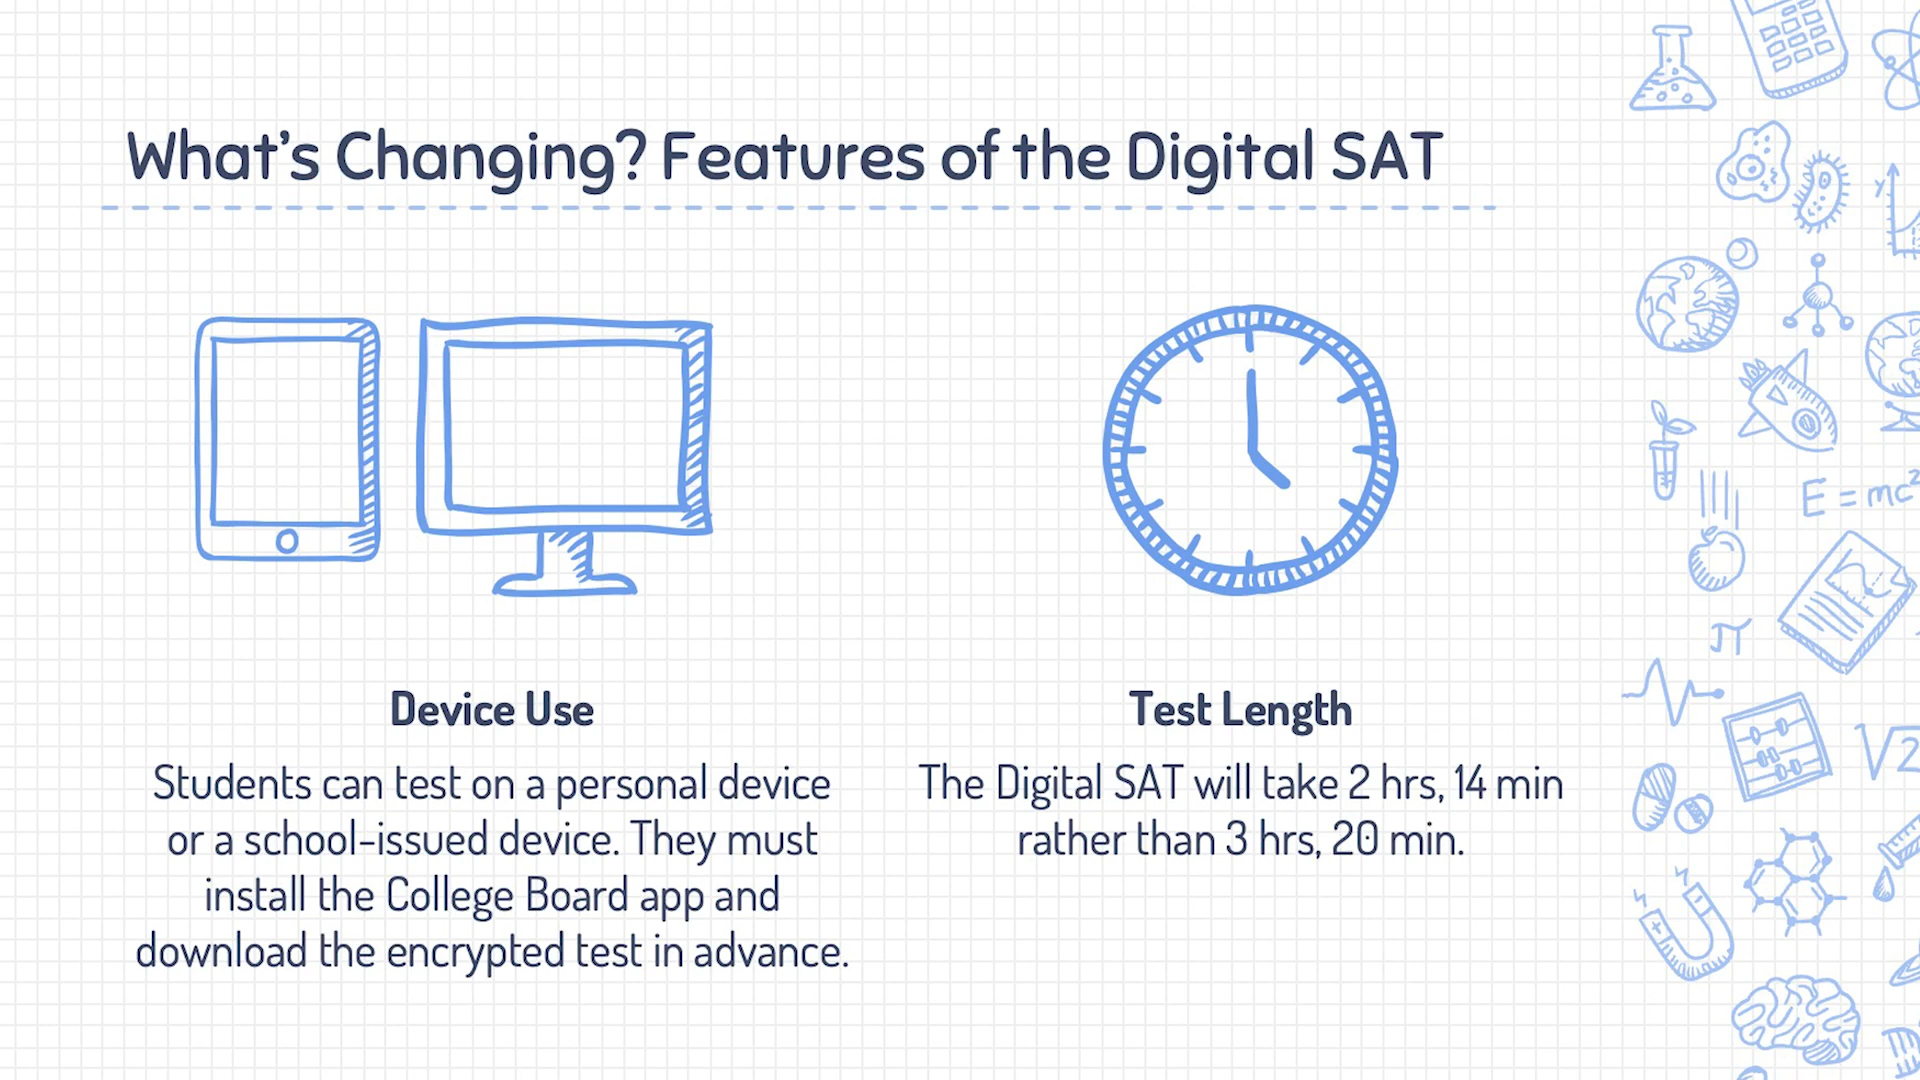 What's Changing? Features of the Digital SAT
Device Use
Students can test on a personal device
or a school-issued device. They must
install the College Board app and
download the encrypted test in advance.
Test Length
The Digital SAT will take 2 hrs, 14 min
rather than 3 hrs, 20 min.
y
E = mc²
π
√2